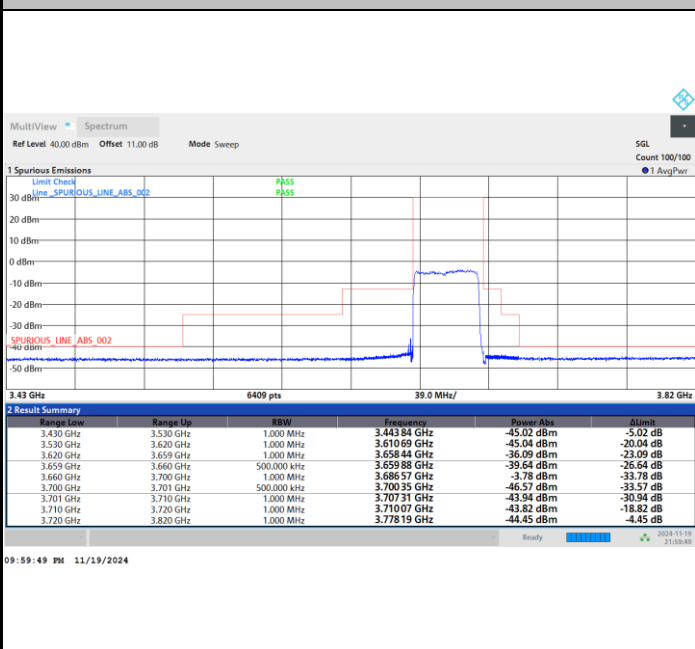 MultiView Spectrum
Ref Level 40.00 dBm Offset 11.00 dB Mode Sweep SGL
Count 100/100
1 Spurious Emissions 1 AvgPwr
Limit Check PASS
Line _SPURIOUS_LINE_ABS_002 PASS
30 dBm
20 dBm
10 dBm
0 dBm
-10 dBm
-20 dBm
-30 dBm
SPURIOUS_LINE_ABS_002
-40 dBm
-50 dBm
3.43 GHz 6409 pts 39.0 MHz/ 3.82 GHz
2 Result Summary
Range Low Range Up RBW Frequency Power Abs ΔLimit
3.430 GHz 3.530 GHz 1.000 MHz 3.443 84 GHz -45.02 dBm -5.02 dB
3.530 GHz 3.620 GHz 1.000 MHz 3.610 69 GHz -45.04 dBm -20.04 dB
3.620 GHz 3.659 GHz 1.000 MHz 3.658 44 GHz -36.09 dBm -23.09 dB
3.659 GHz 3.660 GHz 500.000 kHz 3.659 88 GHz -39.64 dBm -26.64 dB
3.660 GHz 3.700 GHz 1.000 MHz 3.686 57 GHz -3.78 dBm -33.78 dB
3.700 GHz 3.701 GHz 500.000 kHz 3.700 35 GHz -46.57 dBm -33.57 dB
3.701 GHz 3.710 GHz 1.000 MHz 3.707 31 GHz -43.94 dBm -30.94 dB
3.710 GHz 3.720 GHz 1.000 MHz 3.710 07 GHz -43.82 dBm -18.82 dB
3.720 GHz 3.820 GHz 1.000 MHz 3.778 19 GHz -44.45 dBm -4.45 dB
Ready 2024-11-19
21:59:49
09:59:49 PM 11/19/2024